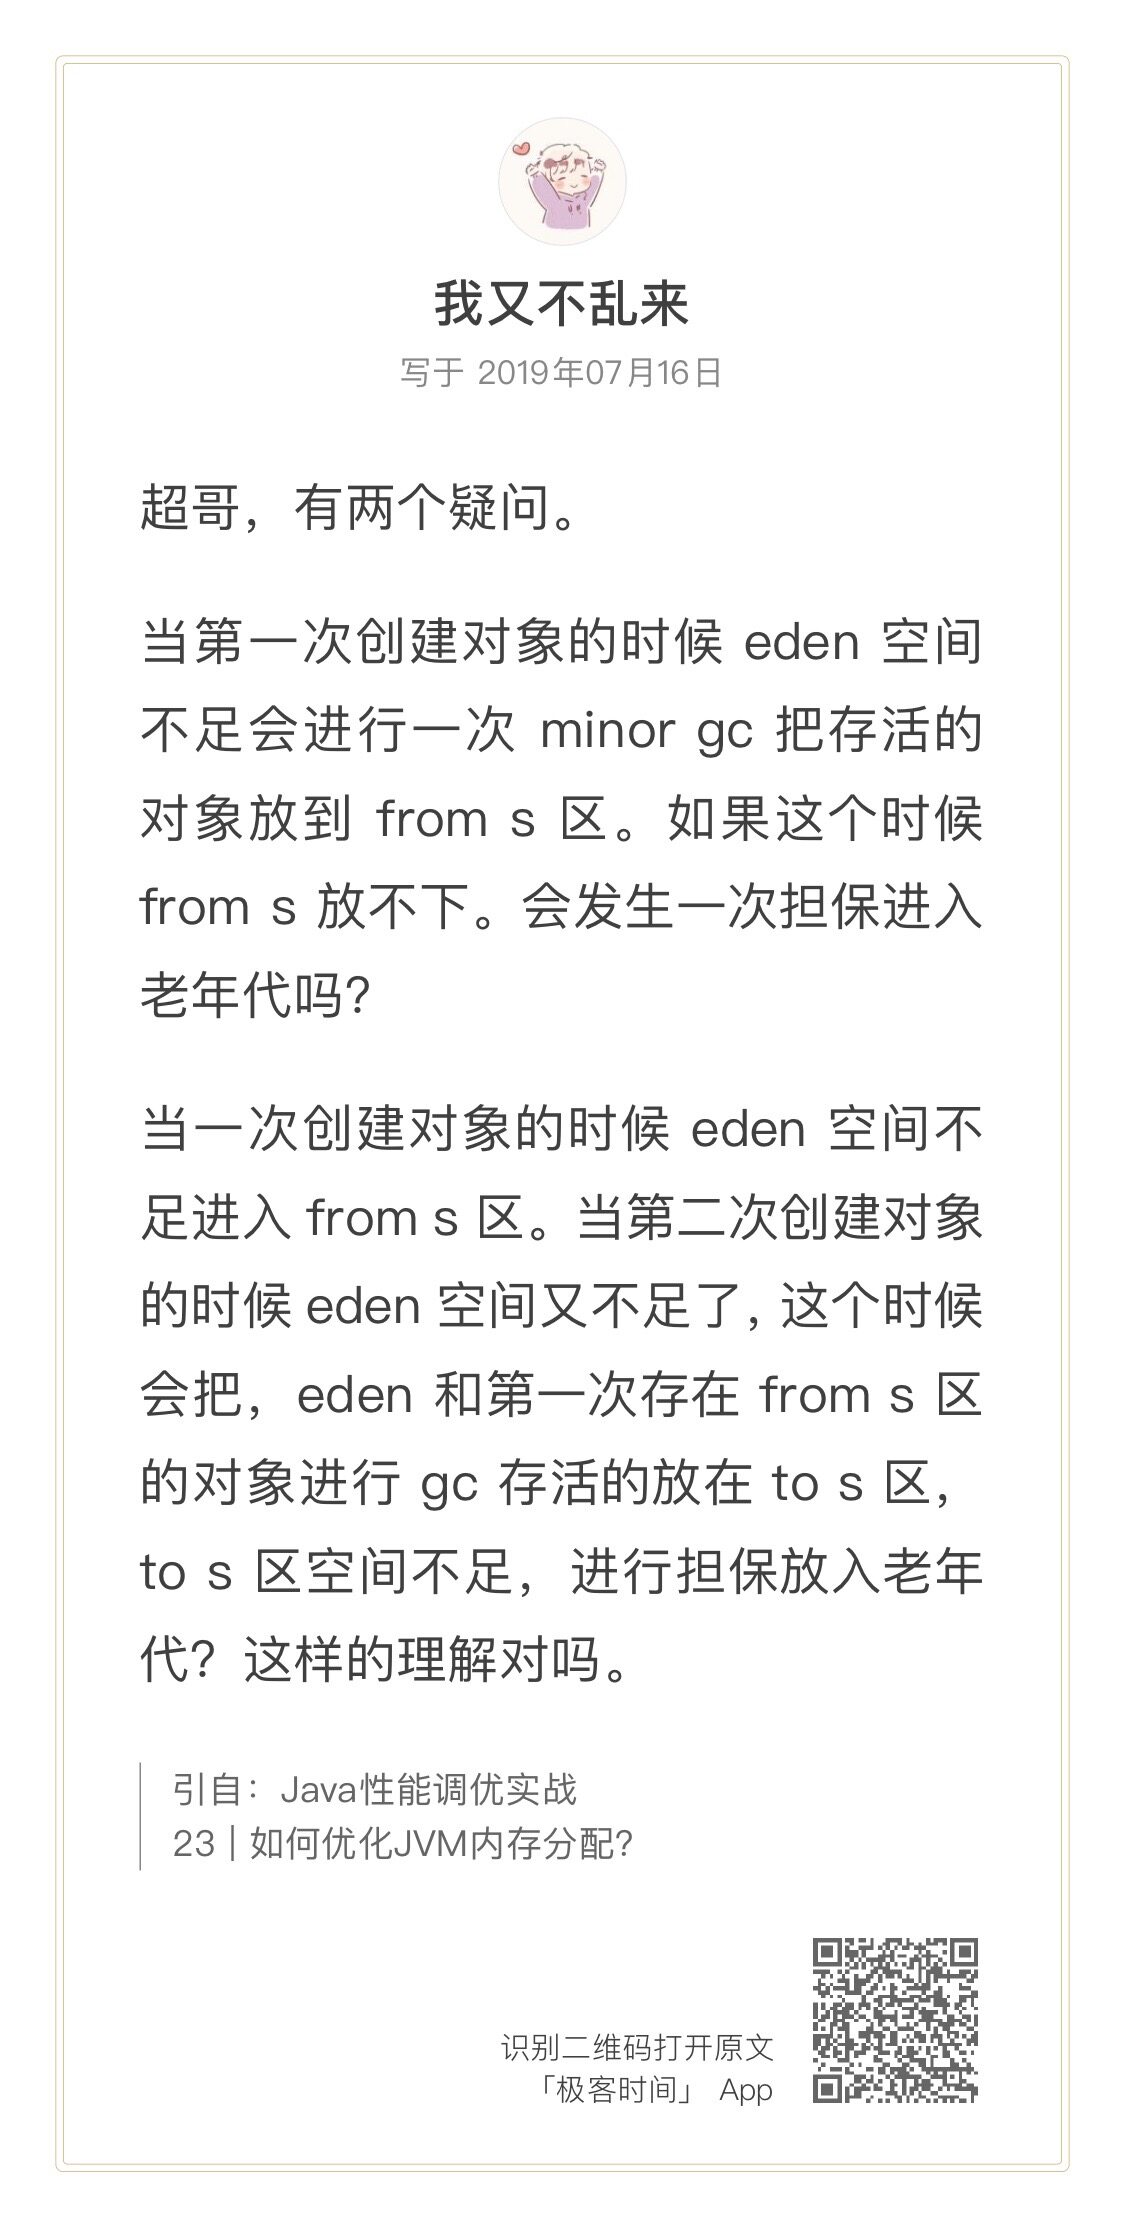 我又不乱来
写于 2019年07月16日
超哥，有两个疑问。
当第一次创建对象的时候 eden 空间
不足会进行一次 minor gc 把存活的
对象放到 from s 区。如果这个时候
from s 放不下。会发生一次担保进入
老年代吗？
当一次创建对象的时候 eden 空间不
足进入 from s 区。当第二次创建对象
的时候 eden 空间又不足了，这个时候
会把，eden 和第一次存在 from s 区
的对象进行 gc 存活的放在 to s 区，
to s 区空间不足，进行担保放入老年
代？这样的理解对吗。
引自：Java性能调优实战
23 | 如何优化JVM内存分配？
识别二维码打开原文
「极客时间」 App